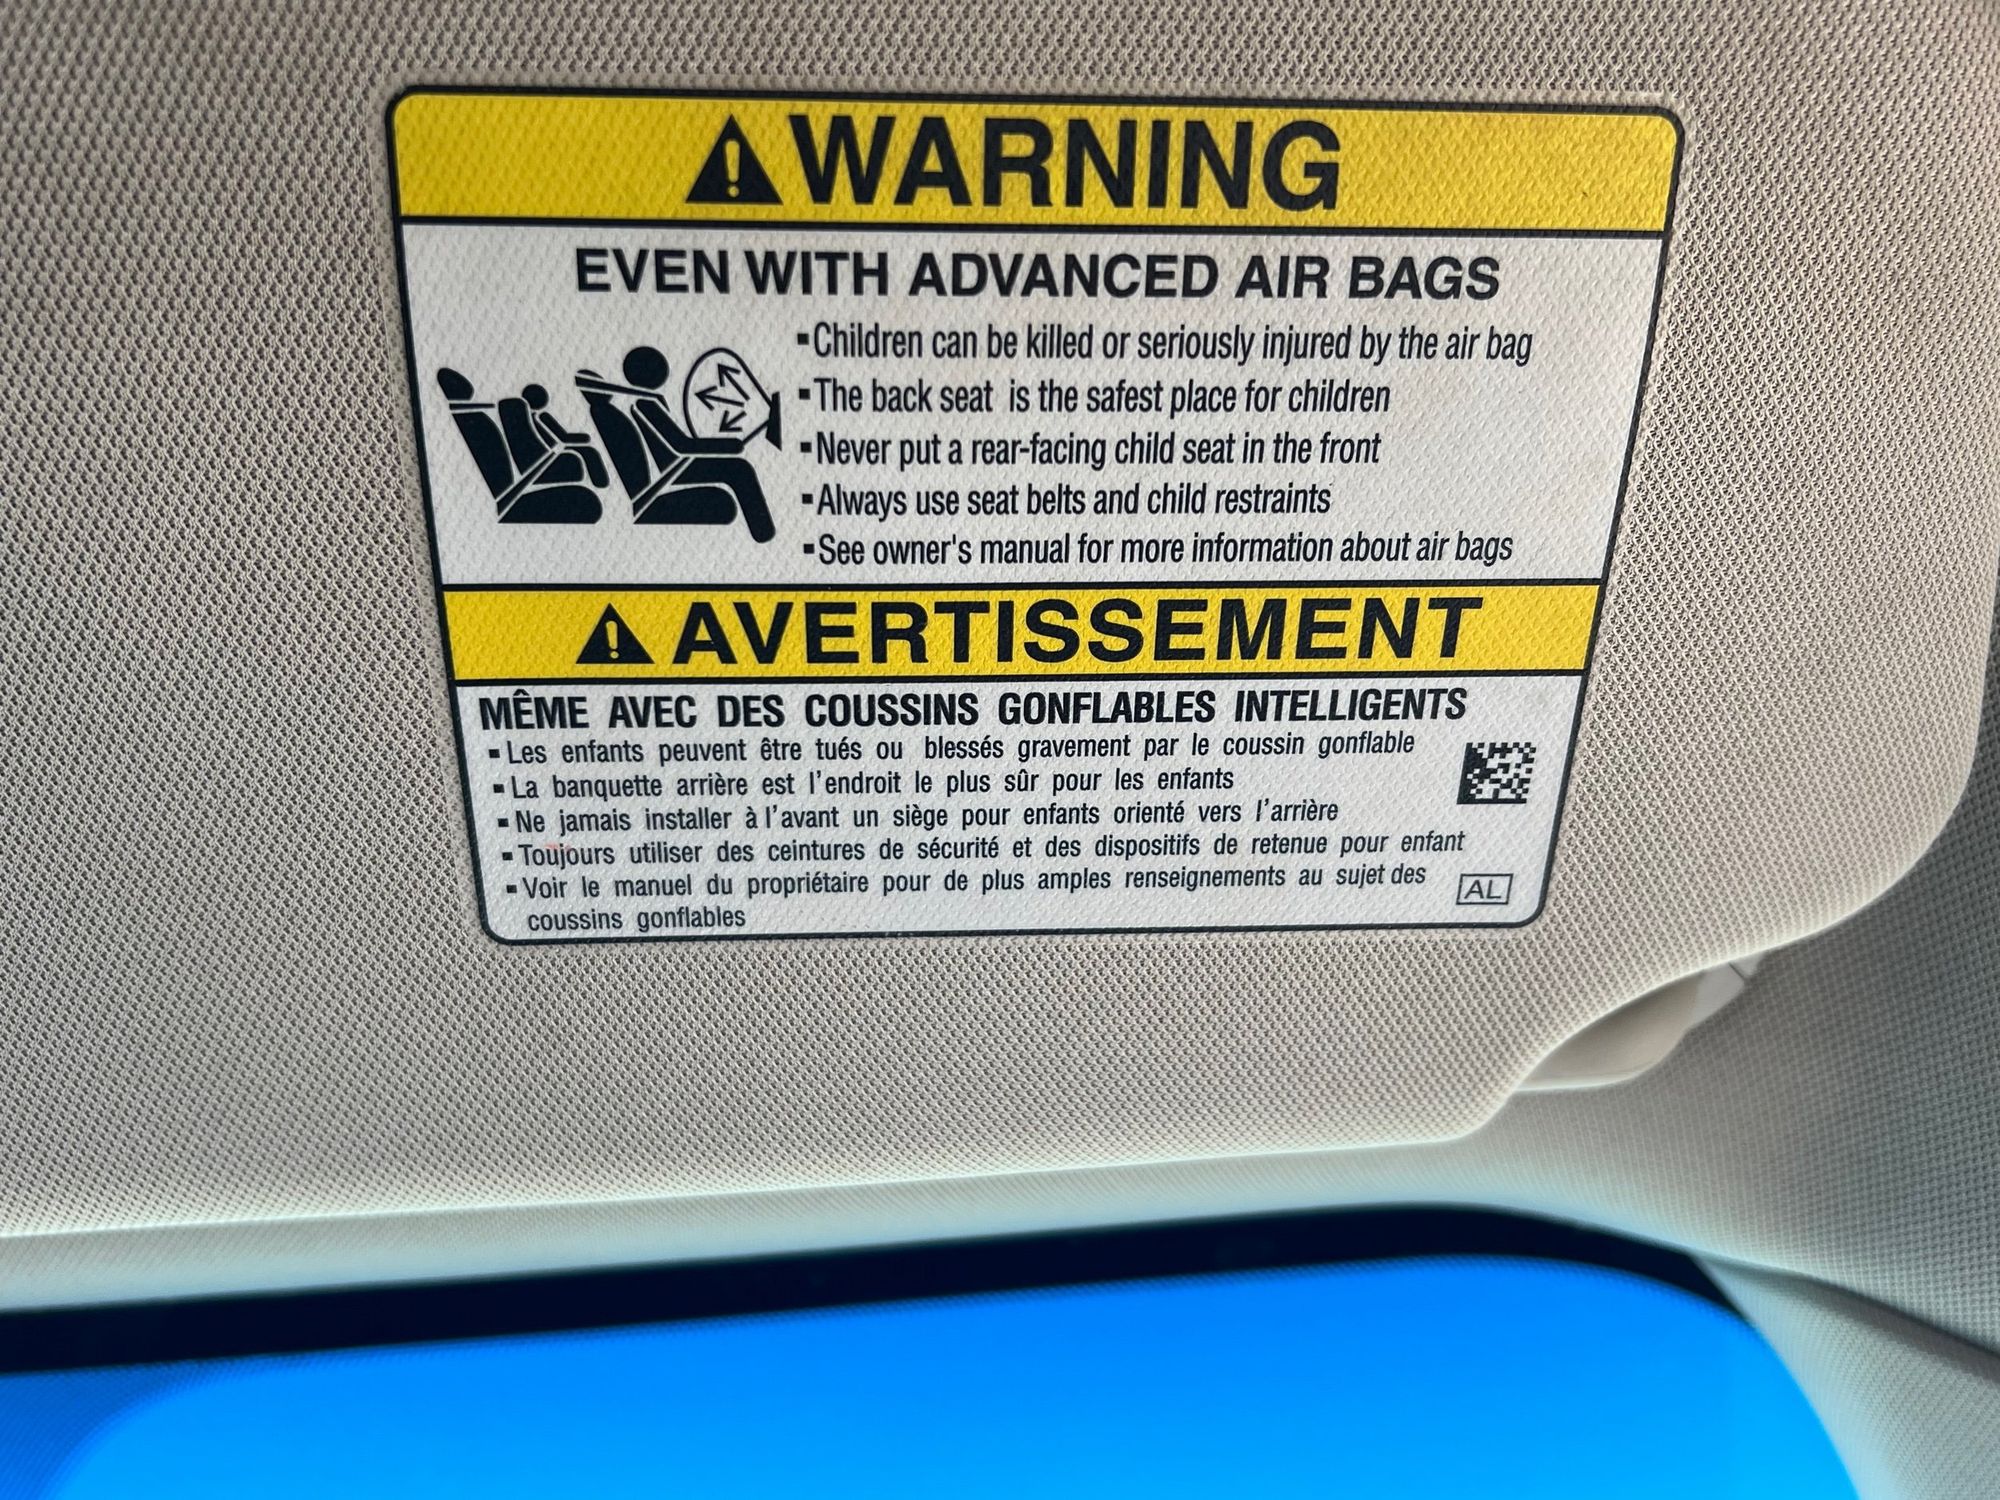 WARNING
EVEN WITH ADVANCED AIR BAGS
▪Children can be killed or seriously injured by the air bag
▪The back seat is the safest place for children
▪Never put a rear-facing child seat in the front
▪Always use seat belts and child restraints
▪See owner's manual for more information about air bags
AVERTISSEMENT
MÊME AVEC DES COUSSINS GONFLABLES INTELLIGENTS
▪Les enfants peuvent être tués ou blessés gravement par le coussin gonflable
▪La banquette arrière est l'endroit le plus sûr pour les enfants
▪Ne jamais installer à l'avant un siège pour enfants orienté vers l'arrière
▪Toujours utiliser des ceintures de sécurité et des dispositifs de retenue pour enfant
▪Voir le manuel du propriétaire pour de plus amples renseignements au sujet des
coussins gonflables
AL